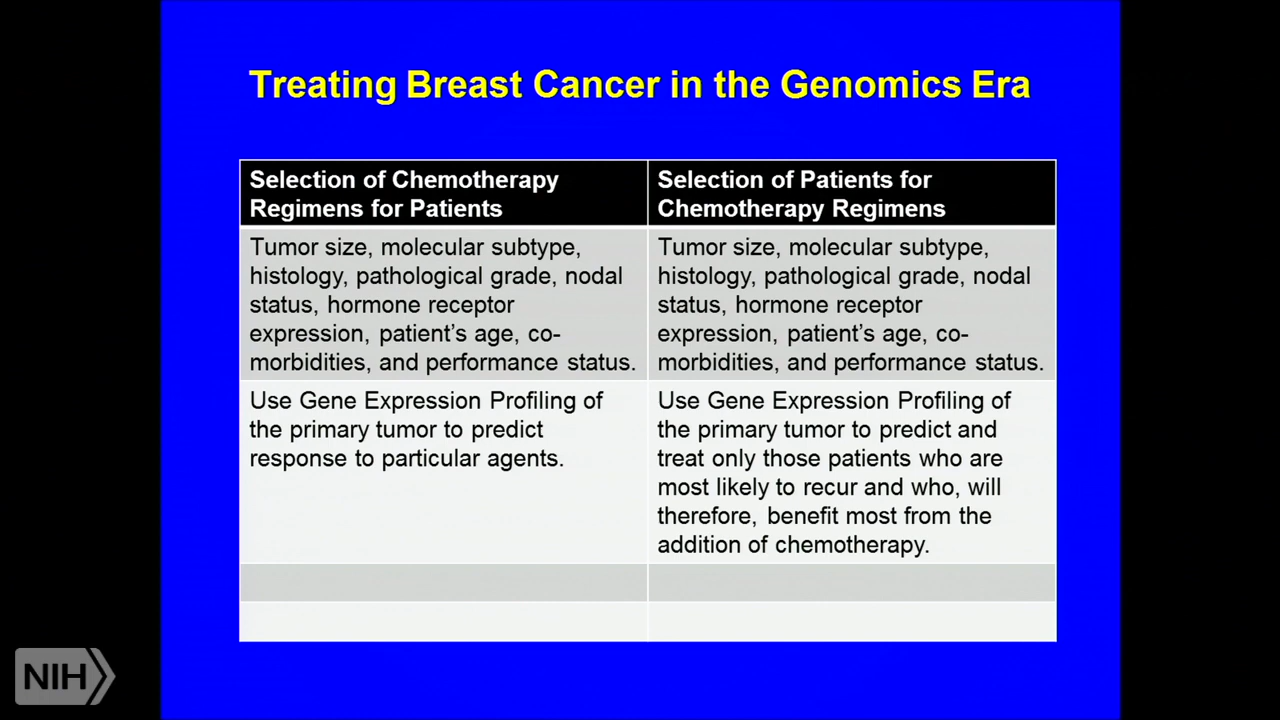 Treating Breast Cancer in the Genomics Era
Selection of Chemotherapy
Regimens for Patients
Selection of Patients for
Chemotherapy Regimens
Tumor size, molecular subtype,
histology, pathological grade, nodal
status, hormone receptor
expression, patient’s age, co-
morbidities, and performance status.
Tumor size, molecular subtype,
histology, pathological grade, nodal
status, hormone receptor
expression, patient’s age, co-
morbidities, and performance status.
Use Gene Expression Profiling of
the primary tumor to predict
response to particular agents.
Use Gene Expression Profiling of
the primary tumor to predict and
treat only those patients who are
most likely to recur and who, will
therefore, benefit most from the
addition of chemotherapy.
NIH